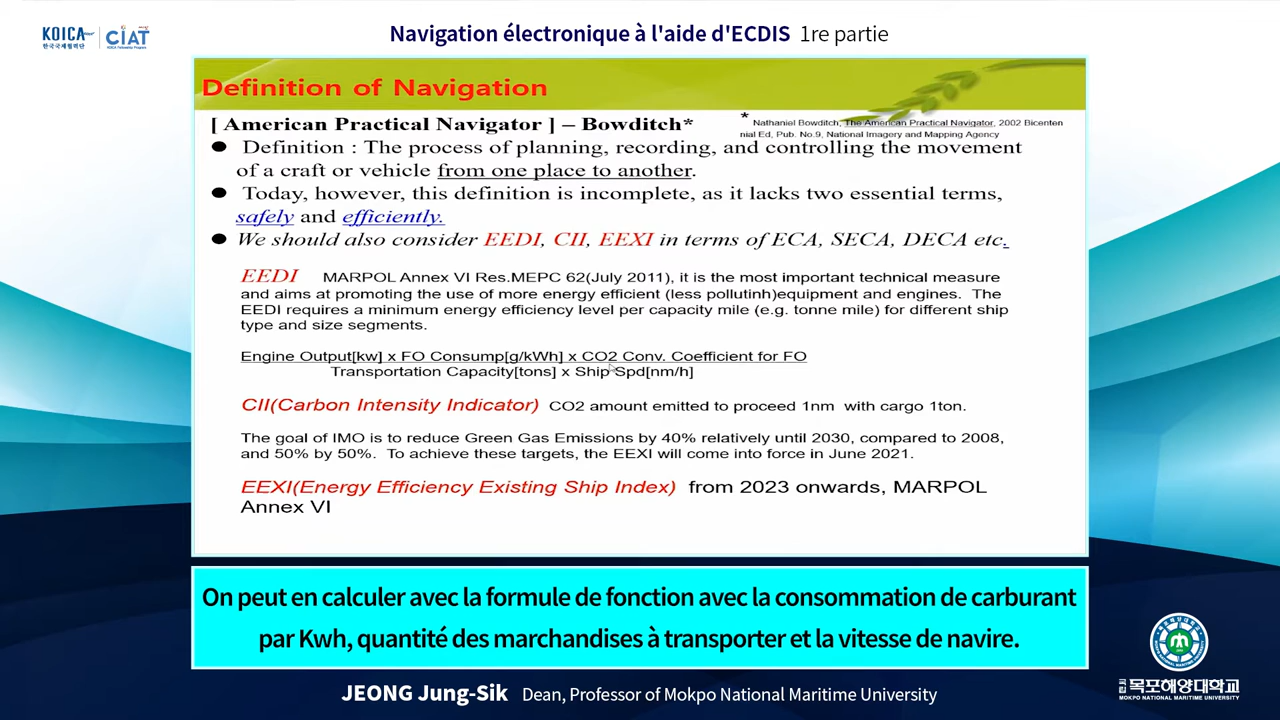 KOICA
한국국제협력단
CIAT
KOICA Fellowship Program
Navigation électronique à l'aide d'ECDIS 1re partie
Definition of Navigation
[ American Practical Navigator ] – Bowditch*
* Nathaniel Bowditch, The American Practical Navigator, 2002 Bicenten
nial Ed, Pub. No.9, National Imagery and Mapping Agency
● Definition : The process of planning, recording, and controlling the movement
of a craft or vehicle from one place to another.
● Today, however, this definition is incomplete, as it lacks two essential terms,
safely and efficiently.
● We should also consider EEDI, CII, EEXI in terms of ECA, SECA, DECA etc.
EEDI MARPOL Annex VI Res.MEPC 62(July 2011), it is the most important technical measure
and aims at promoting the use of more energy efficient (less pollutinh)equipment and engines. The
EEDI requires a minimum energy efficiency level per capacity mile (e.g. tonne mile) for different ship
type and size segments.
Engine Output[kw] x FO Consump[g/kWh] x CO2 Conv. Coefficient for FO
Transportation Capacity[tons] x Ship Spd[nm/h]
CII(Carbon Intensity Indicator) CO2 amount emitted to proceed 1nm with cargo 1ton.
The goal of IMO is to reduce Green Gas Emissions by 40% relatively until 2030, compared to 2008,
and 50% by 50%. To achieve these targets, the EEXI will come into force in June 2021.
EEXI(Energy Efficiency Existing Ship Index) from 2023 onwards, MARPOL
Annex VI
On peut en calculer avec la formule de fonction avec la consommation de carburant
par Kwh, quantité des marchandises à transporter et la vitesse de navire.
국립 목포해양대학교
MOKPO NATIONAL MARITIME UNIVERSITY
JEONG Jung-Sik Dean, Professor of Mokpo National Maritime University